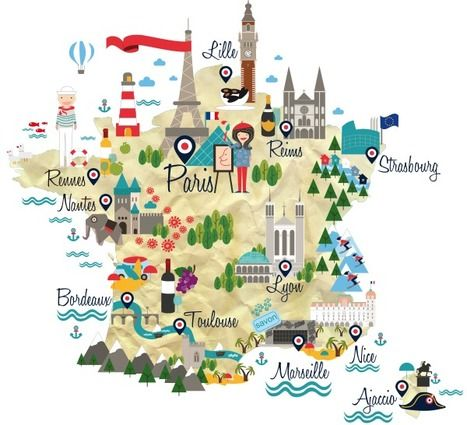 Lille
Reims
Strasbourg
Paris
Rennes
Nantes
Lyon
Bordeaux
Toulouse
savon
Nice
Marseille
Ajaccio